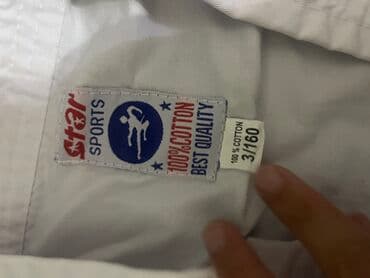 Star
SPORTS
100%COTTON
BEST QUALITY
100% COTTON
3/160